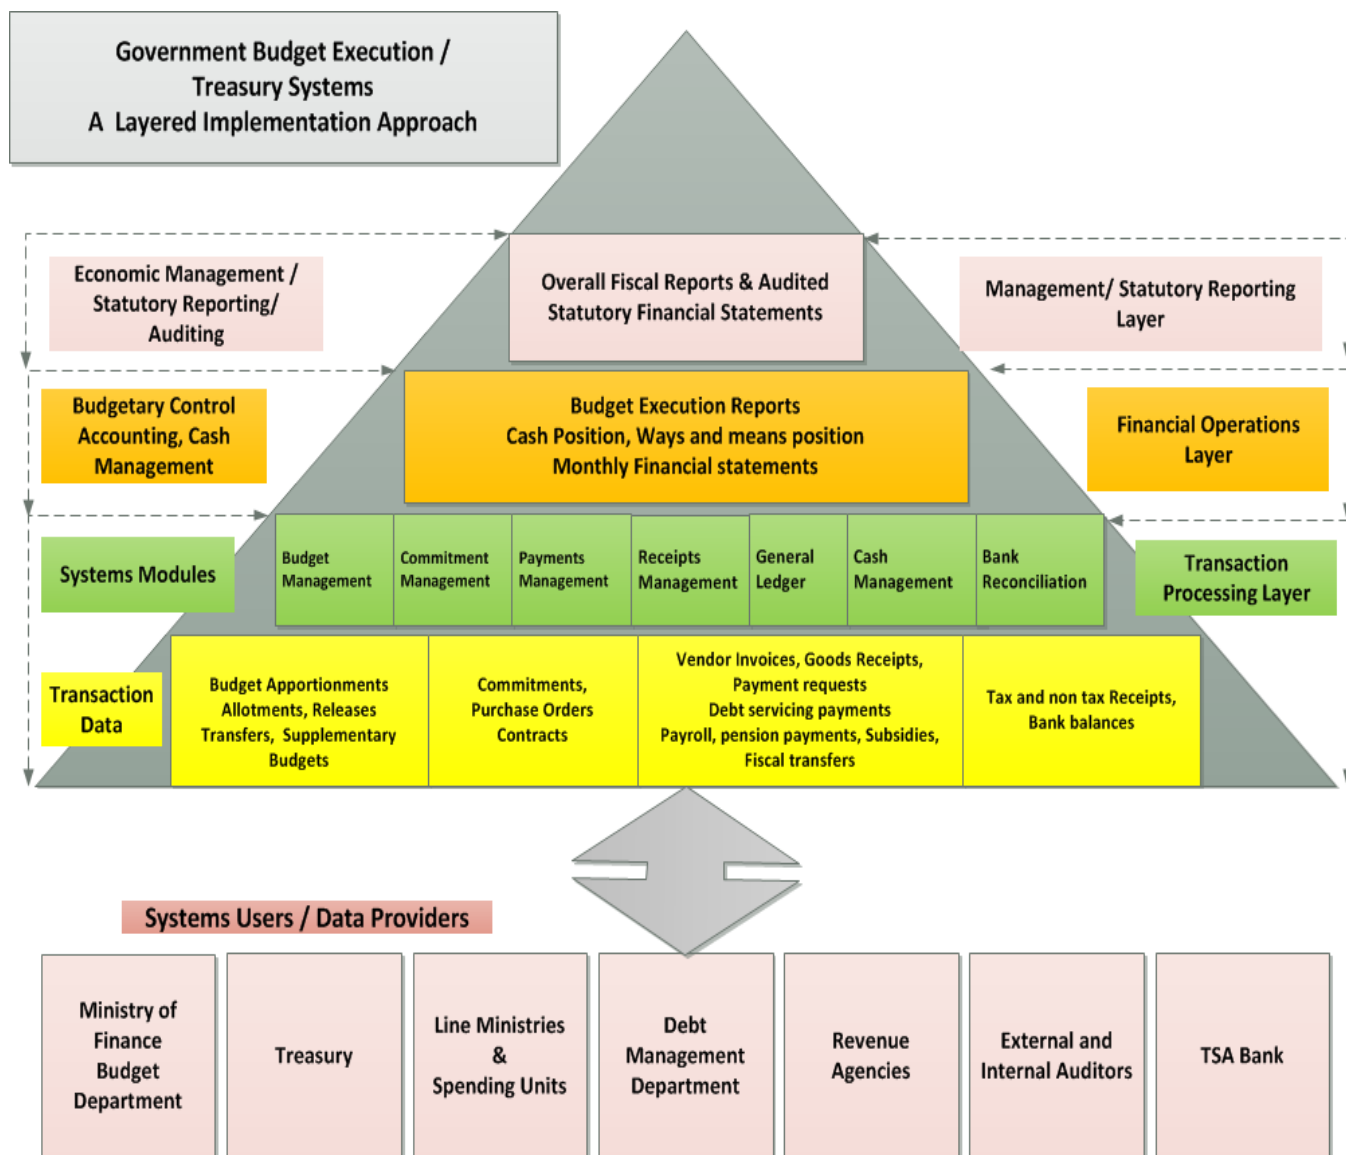 Government Budget Execution /
Treasury Systems
A Layered Implementation Approach
Economic Management /
Statutory Reporting/
Auditing
Overall Fiscal Reports & Audited
Statutory Financial Statements
Management/ Statutory Reporting
Layer
Budgetary Control
Accounting, Cash
Management
Budget Execution Reports
Cash Position, Ways and means position
Monthly Financial statements
Financial Operations
Layer
Systems Modules
Budget
Management
Commitment
Management
Payments
Management
Receipts
Management
General
Ledger
Cash
Management
Bank
Reconciliation
Transaction
Processing Layer
Transaction
Data
Budget Apportionments
Allotments, Releases
Transfers, Supplementary
Budgets
Commitments,
Purchase Orders
Contracts
Vendor Invoices, Goods Receipts,
Payment requests
Debt servicing payments
Payroll, pension payments, Subsidies,
Fiscal transfers
Tax and non tax Receipts,
Bank balances
Systems Users / Data Providers
Ministry of
Finance
Budget
Department
Treasury
Line Ministries
&
Spending Units
Debt
Management
Department
Revenue
Agencies
External and
Internal Auditors
TSA Bank